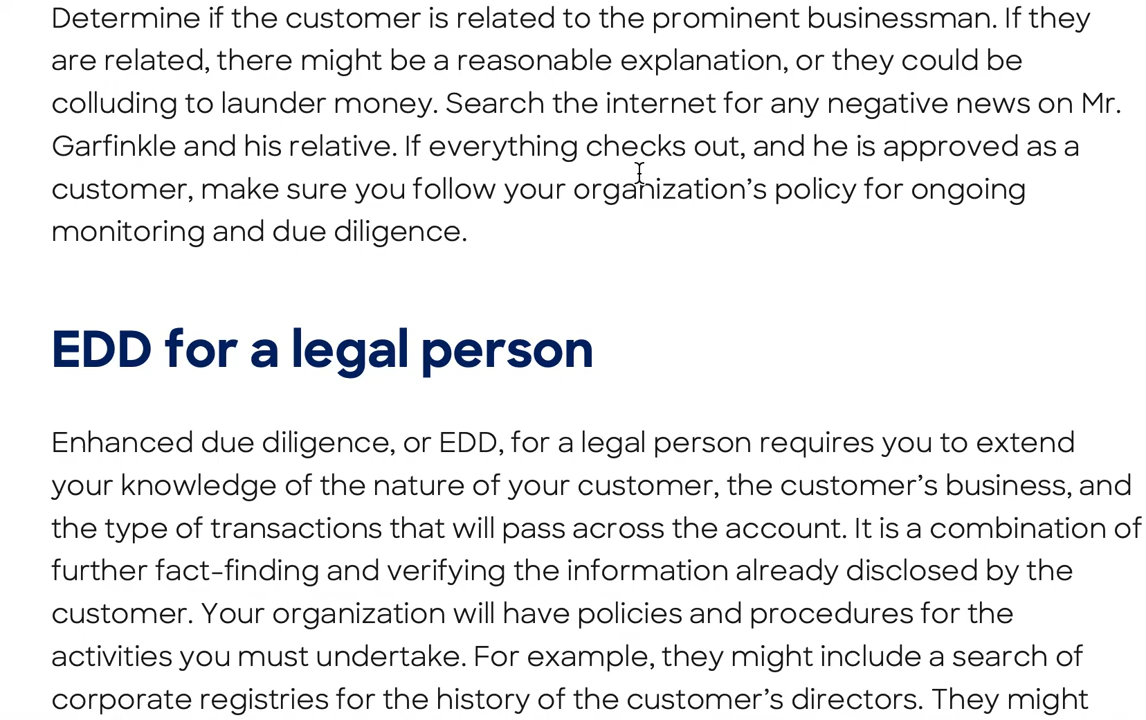 Determine if the customer is related to the prominent businessman. If they
are related, there might be a reasonable explanation, or they could be
colluding to launder money. Search the internet for any negative news on Mr.
Garfinkle and his relative. If everything checks out, and he is approved as a
customer, make sure you follow your organization’s policy for ongoing
monitoring and due diligence.
EDD for a legal person
Enhanced due diligence, or EDD, for a legal person requires you to extend
your knowledge of the nature of your customer, the customer’s business, and
the type of transactions that will pass across the account. It is a combination of
further fact-finding and verifying the information already disclosed by the
customer. Your organization will have policies and procedures for the
activities you must undertake. For example, they might include a search of
corporate registries for the history of the customer’s directors. They might